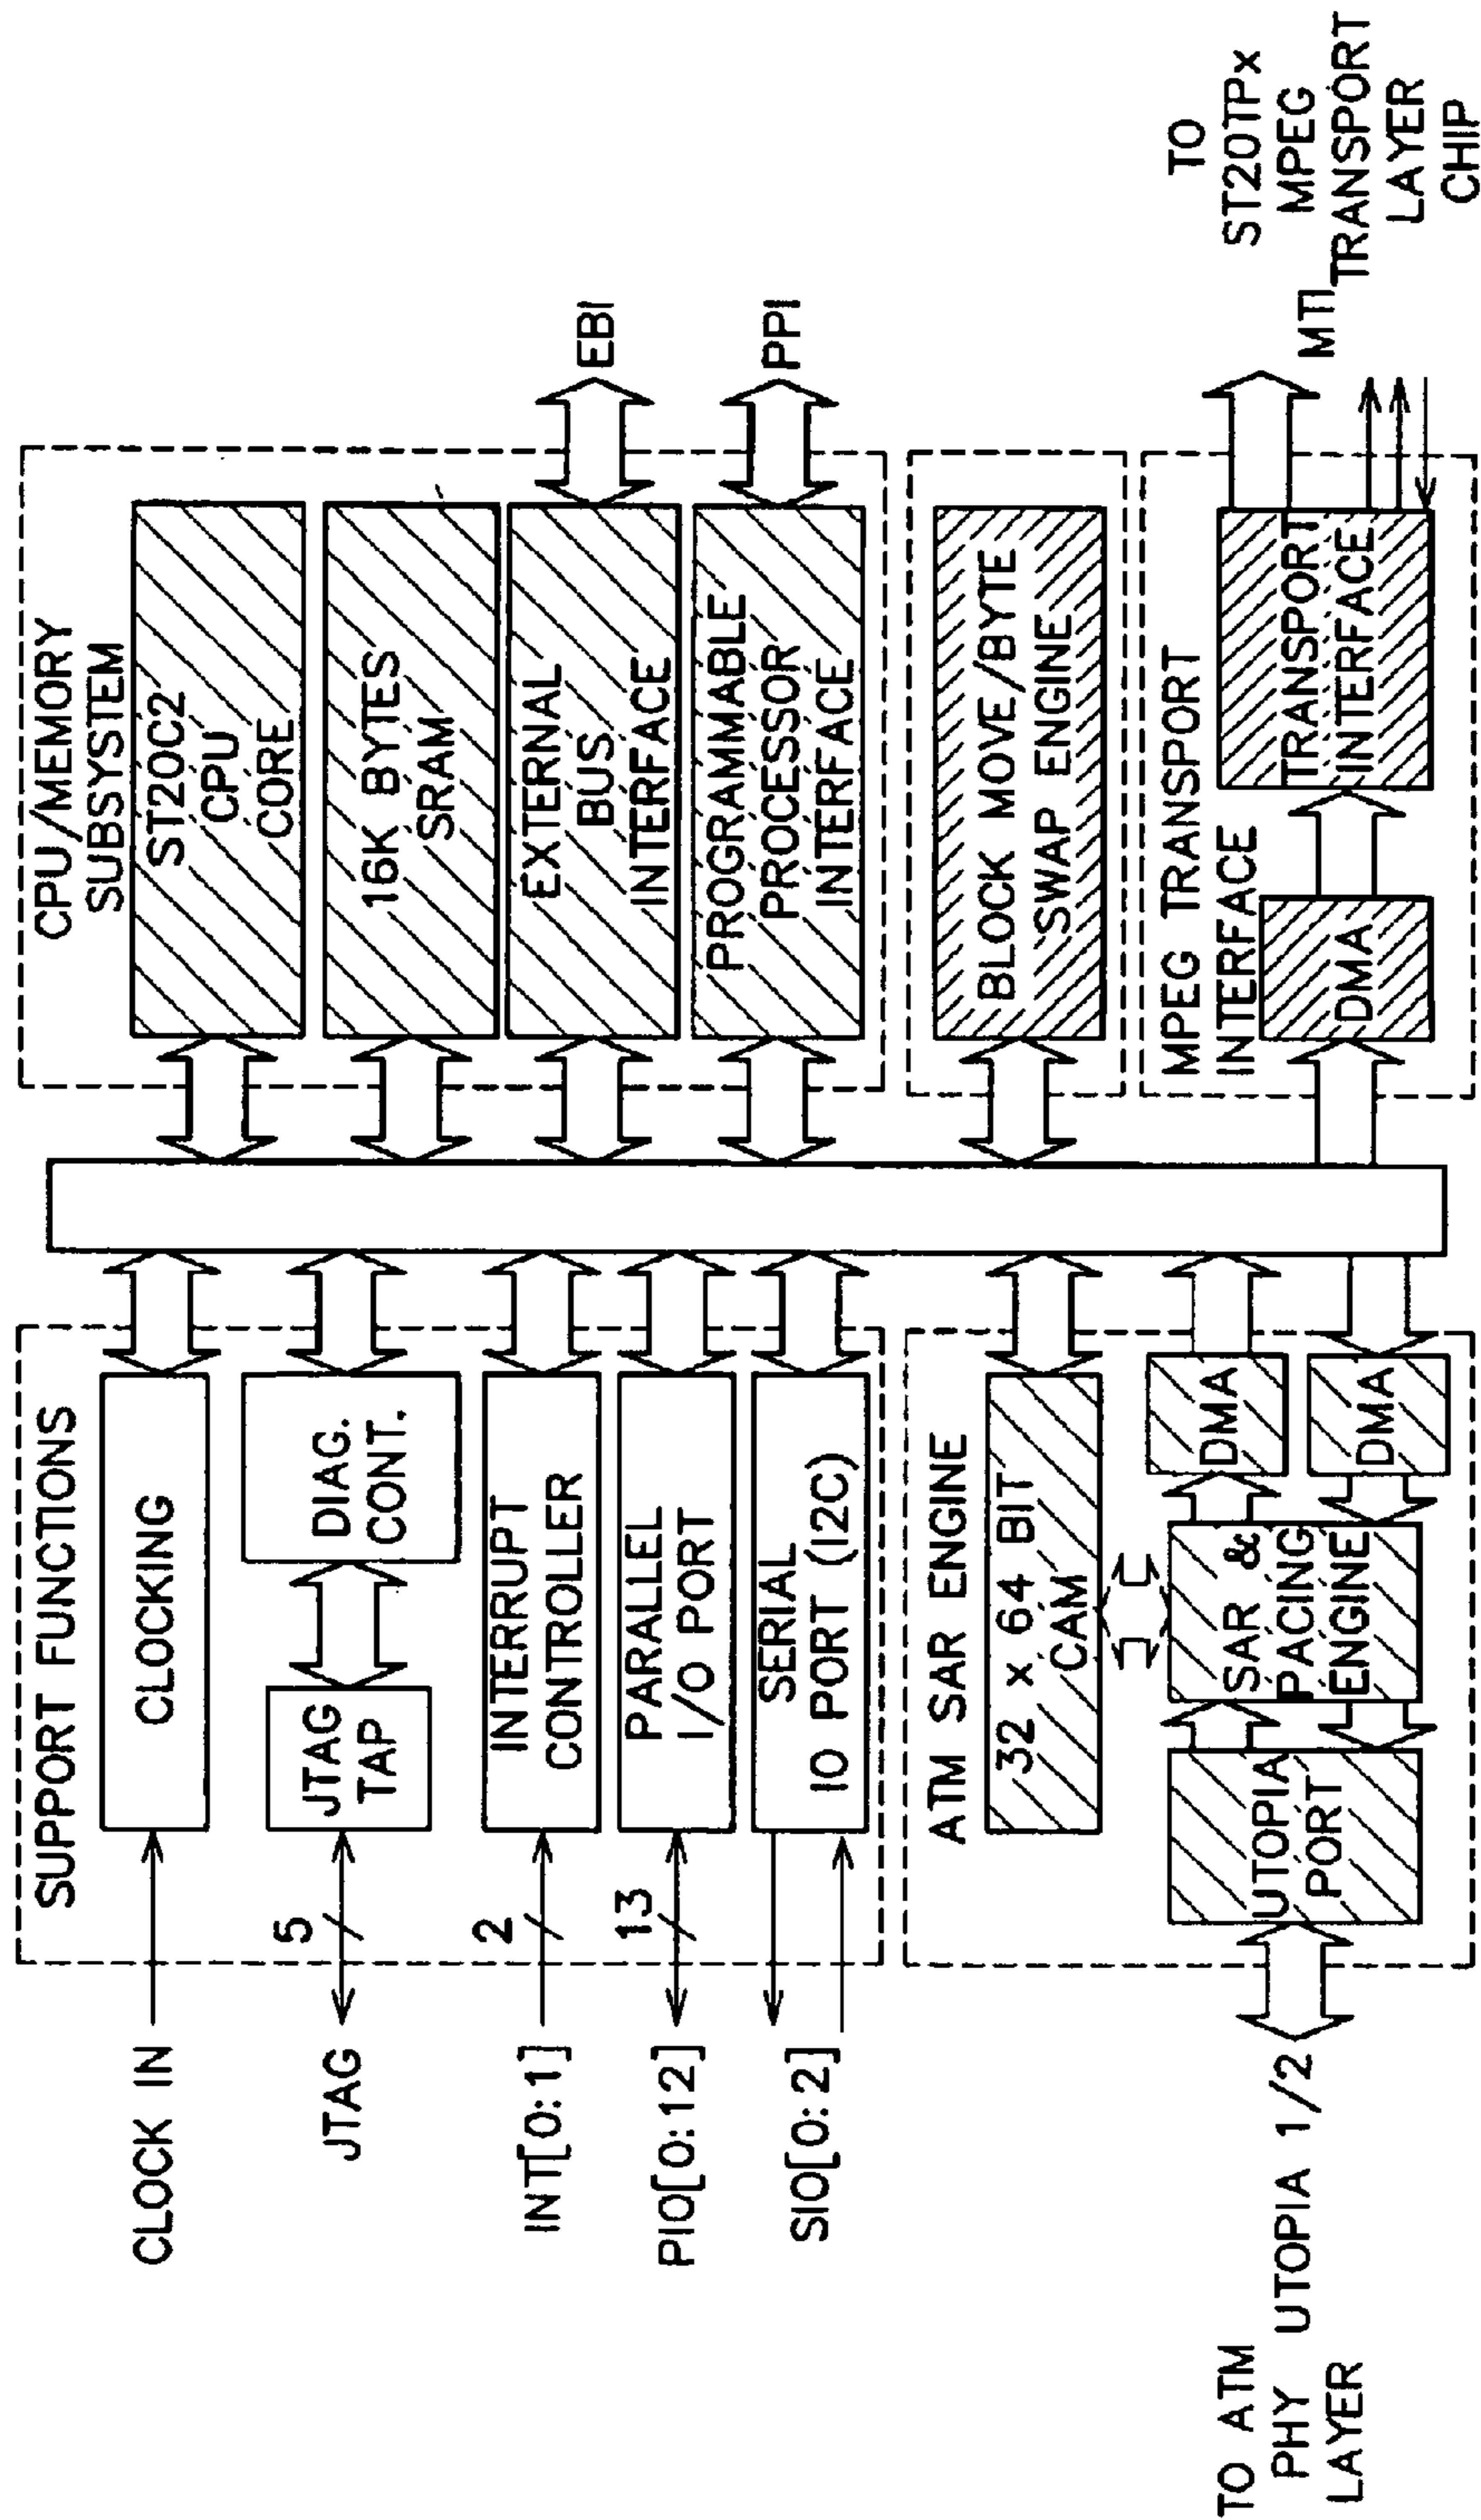 SUPPORT FUNCTIONS
CLOCK IN
CLOCKING
JTAG
5
JTAG
TAP
DIAG.
CONT.
INT[0:1]
2
INTERRUPT
CONTROLLER
PIO[0:12]
13
PARALLEL
I/O PORT
SIO[0:2]
SERIAL
IO PORT (I2C)
ATM SAR ENGINE
32 x 64 BIT
CAM
TO ATM
PHY
LAYER
UTOPIA 1/2
UTOPIA
PORT
SAR &
PACING
ENGINE
DMA
DMA
CPU/MEMORY
SUBSYSTEM
ST20C2
CPU
CORE
16K BYTES
SRAM
EXTERNAL
BUS
INTERFACE
EBI
PROGRAMMABLE
PROCESSOR
INTERFACE
PPI
BLOCK MOVE/BYTE
SWAP ENGINE
MPEG TRANSPORT
INTERFACE
DMA
TRANSPORT
INTERFACE
MTI
TO
ST20TPx
MPEG
TRANSPORT
LAYER
CHIP